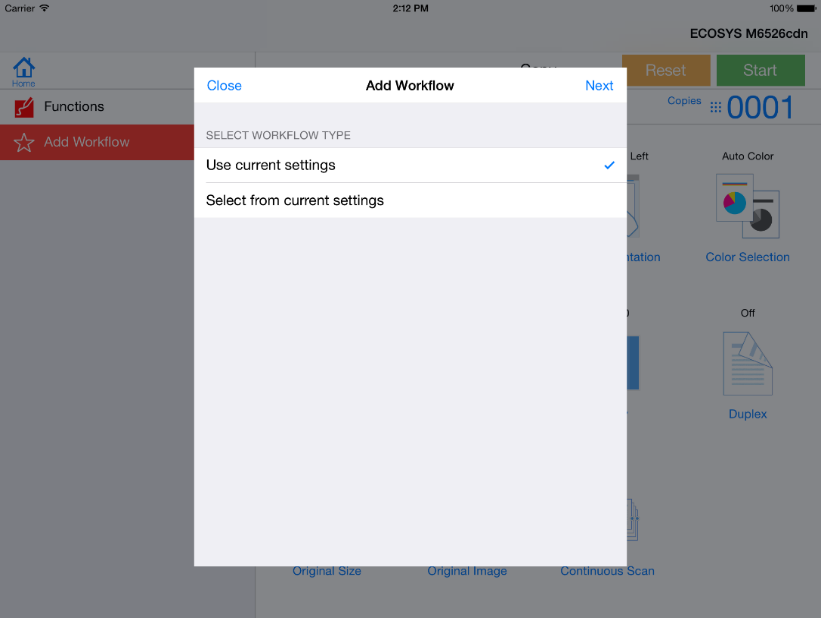 Carrier 2:12 PM 100%
ECOSYS M6526cdn
Home
Reset Start
Functions
Copies 0001
Add Workflow
Close Add Workflow Next
SELECT WORKFLOW TYPE
Use current settings
Select from current settings
Left Auto Color
Color Selection
Off
Duplex
Original Size Original Image Continuous Scan